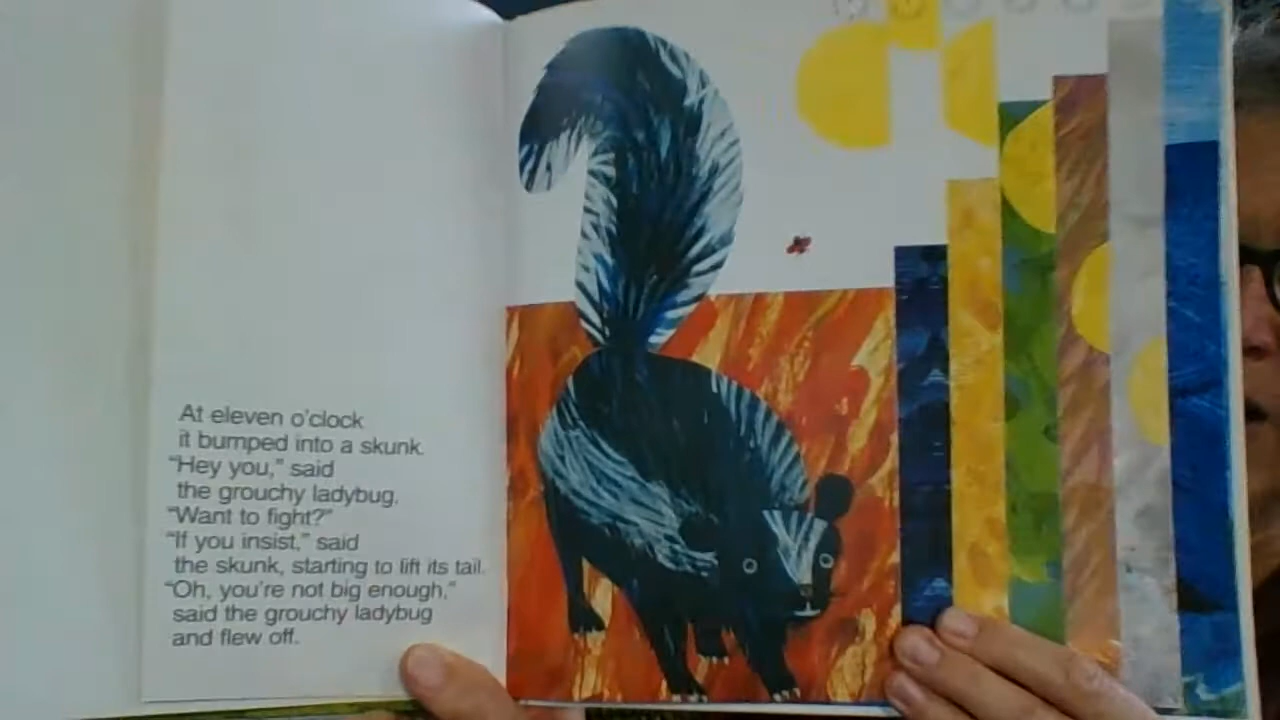 At eleven o'clock
it bumped into a skunk.
"Hey you," said
the grouchy ladybug.
"Want to fight?"
"If you insist," said
the skunk, starting to lift its tail.
"Oh, you're not big enough,"
said the grouchy ladybug
and flew off.